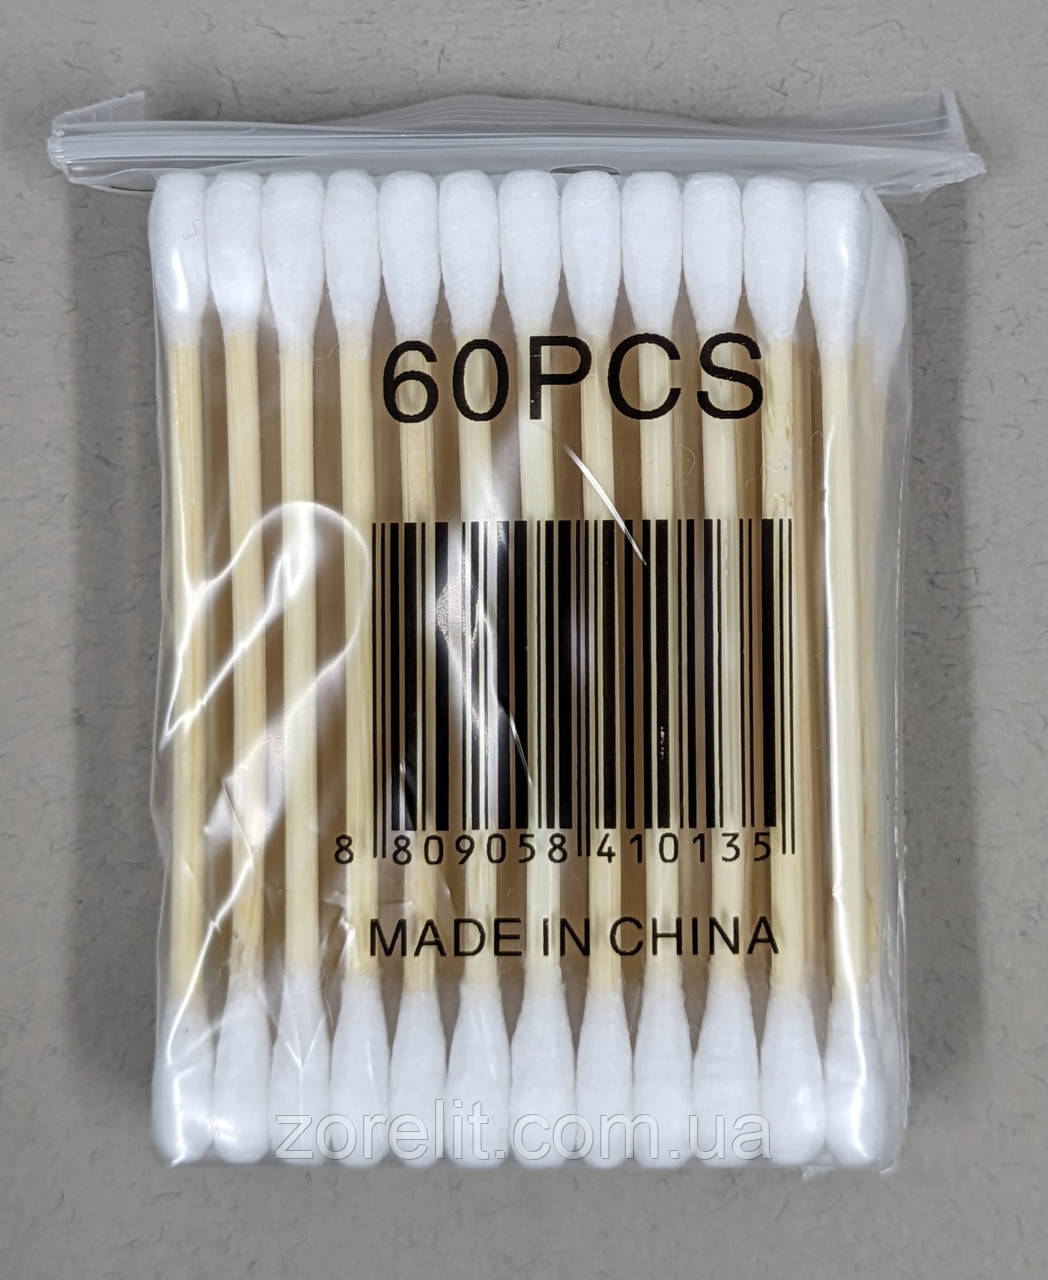 60PCS
8 809058 410135
MADE IN CHINA
zorelit.com.ua